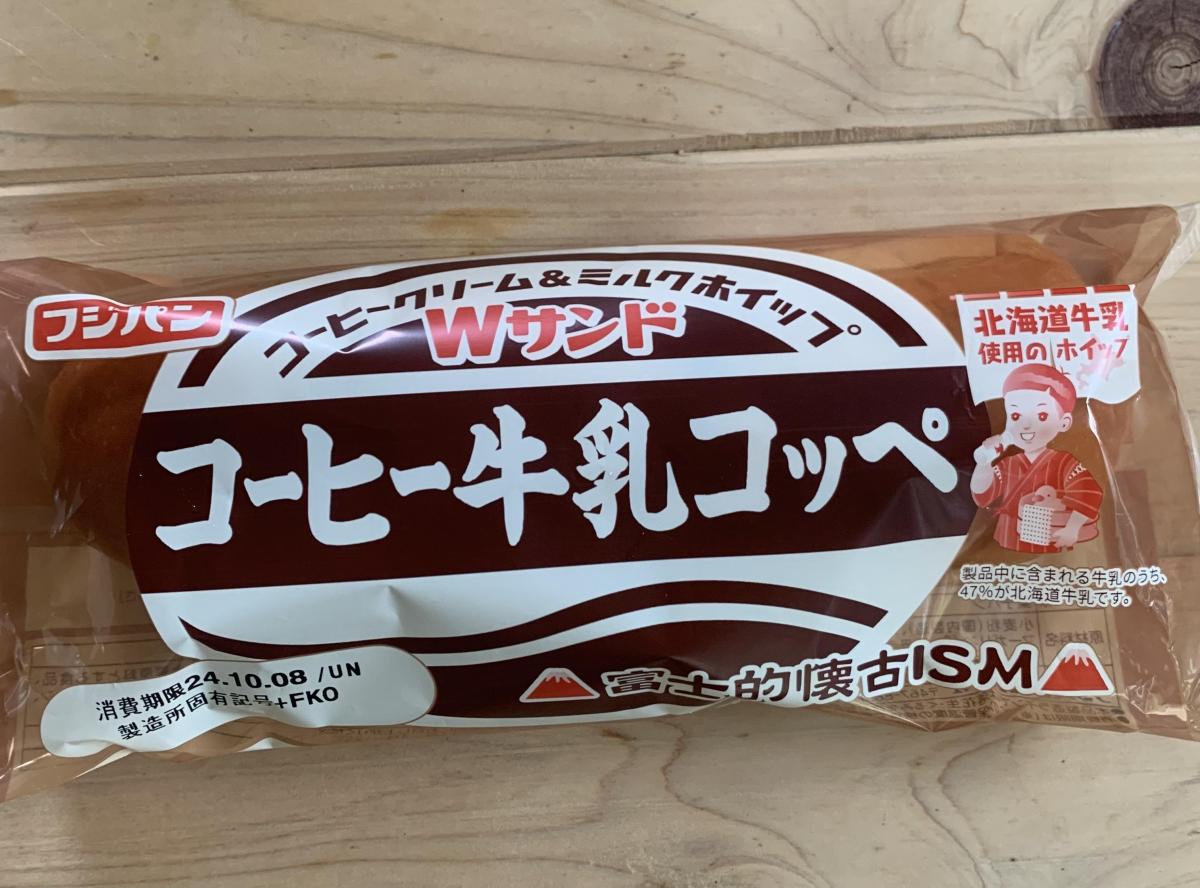 フジパン
コーヒークリーム&ミルクホイップ
Wサンド
コーヒー牛乳コッペ
北海道牛乳
使用のホイップ
製品中に含まれる牛乳のうち、
47%が北海道牛乳です。
富士的懐古ISM
消費期限24.10.08/UN
製造所固有記号+FKO